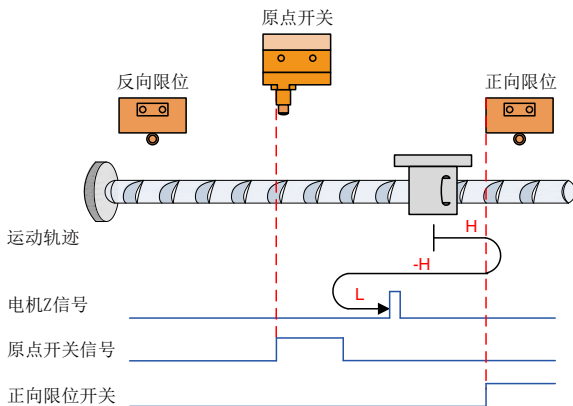 原点开关
反向限位
正向限位
运动轨迹
H
-H
L
电机Z信号
原点开关信号
正向限位开关